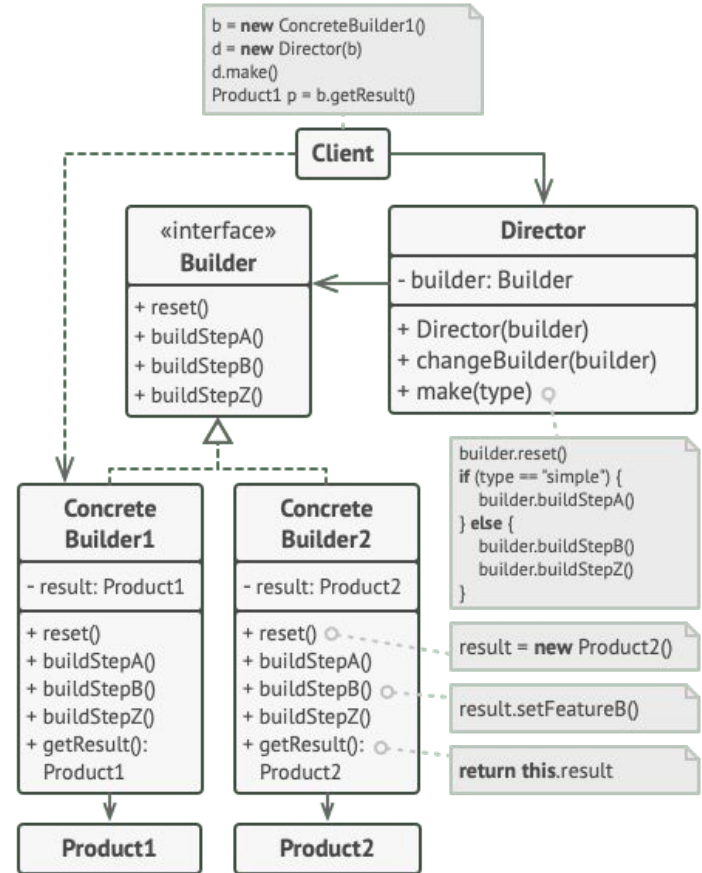 b = new ConcreteBuilder1()
d = new Director(b)
d.make()
Product1 p = b.getResult()
Client
«interface»
Builder
+ reset()
+ buildStepA()
+ buildStepB()
+ buildStepZ()
Director
- builder: Builder
+ Director(builder)
+ changeBuilder(builder)
+ make(type)
builder.reset()
if (type == "simple") {
builder.buildStepA()
} else {
builder.buildStepB()
builder.buildStepZ()
}
Concrete
Builder1
- result: Product1
+ reset()
+ buildStepA()
+ buildStepB()
+ buildStepZ()
+ getResult():
Product1
Concrete
Builder2
- result: Product2
+ reset()
+ buildStepA()
+ buildStepB()
+ buildStepZ()
+ getResult():
Product2
result = new Product2()
result.setFeatureB()
return this.result
Product1
Product2